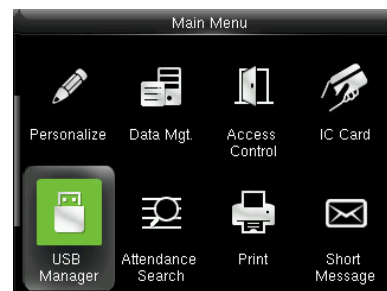 Main Menu
Personalize
Data Mgt.
Access
Control
IC Card
USB
Manager
Attendance
Search
Print
Short
Message